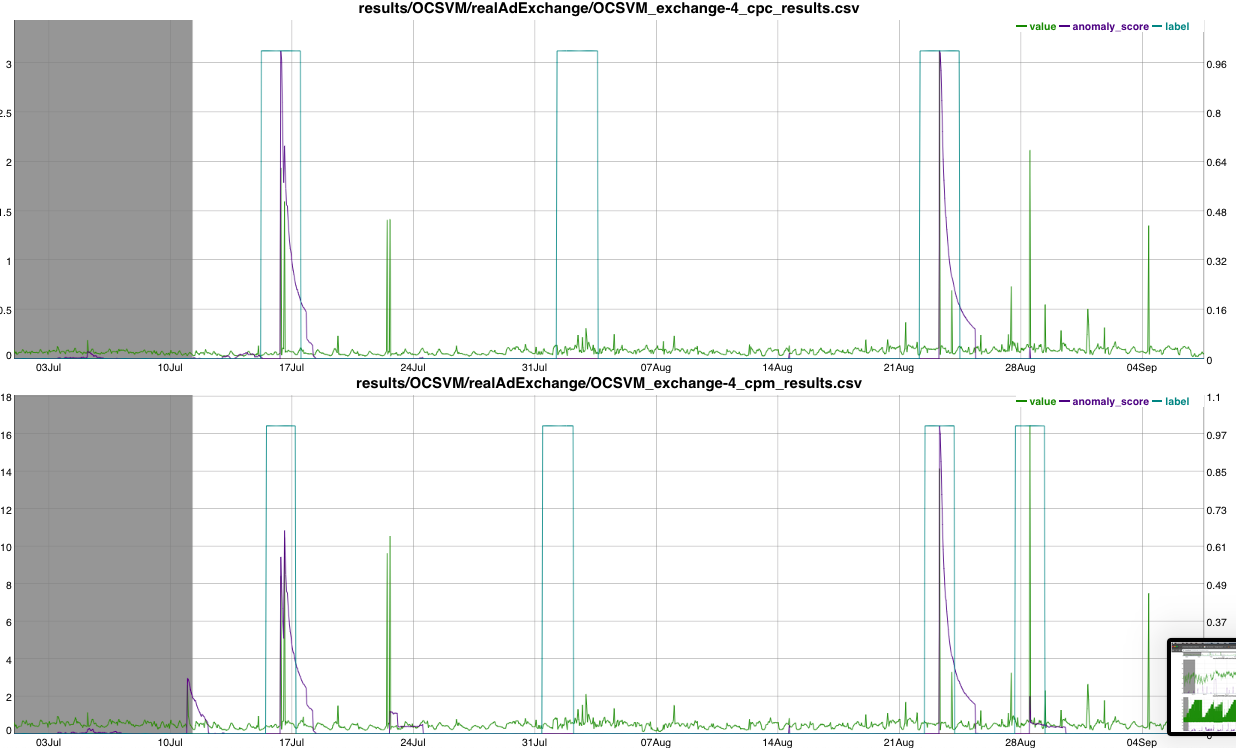 results/OCSVM/realAdExchange/OCSVM_exchange-4_cpc_results.csv
value anomaly_score label
3 0.96
2.5 0.8
2 0.64
1.5 0.48
1 0.32
0.5 0.16
0 0
03Jul 10Jul 17Jul 24Jul 31Jul 07Aug 14Aug 21Aug 28Aug 04Sep
results/OCSVM/realAdExchange/OCSVM_exchange-4_cpm_results.csv
18 1.1
value anomaly_score label
16 0.97
14 0.85
12 0.73
10 0.61
8 0.49
6 0.37
4
2
0
03Jul 10Jul 17Jul 24Jul 31Jul 07Aug 14Aug 21Aug 28Aug 04Sep